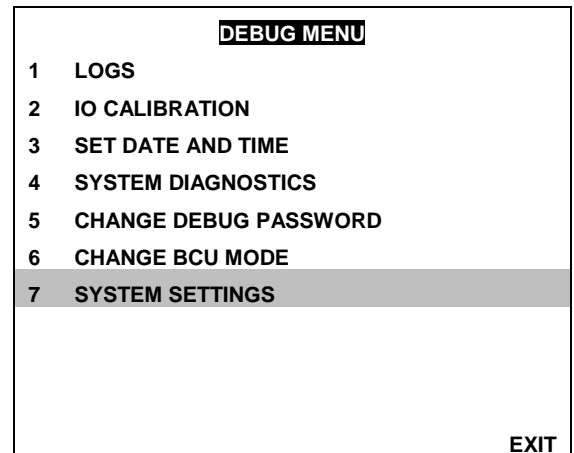 DEBUG MENU
1 LOGS
2 IO CALIBRATION
3 SET DATE AND TIME
4 SYSTEM DIAGNOSTICS
5 CHANGE DEBUG PASSWORD
6 CHANGE BCU MODE
7 SYSTEM SETTINGS
EXIT